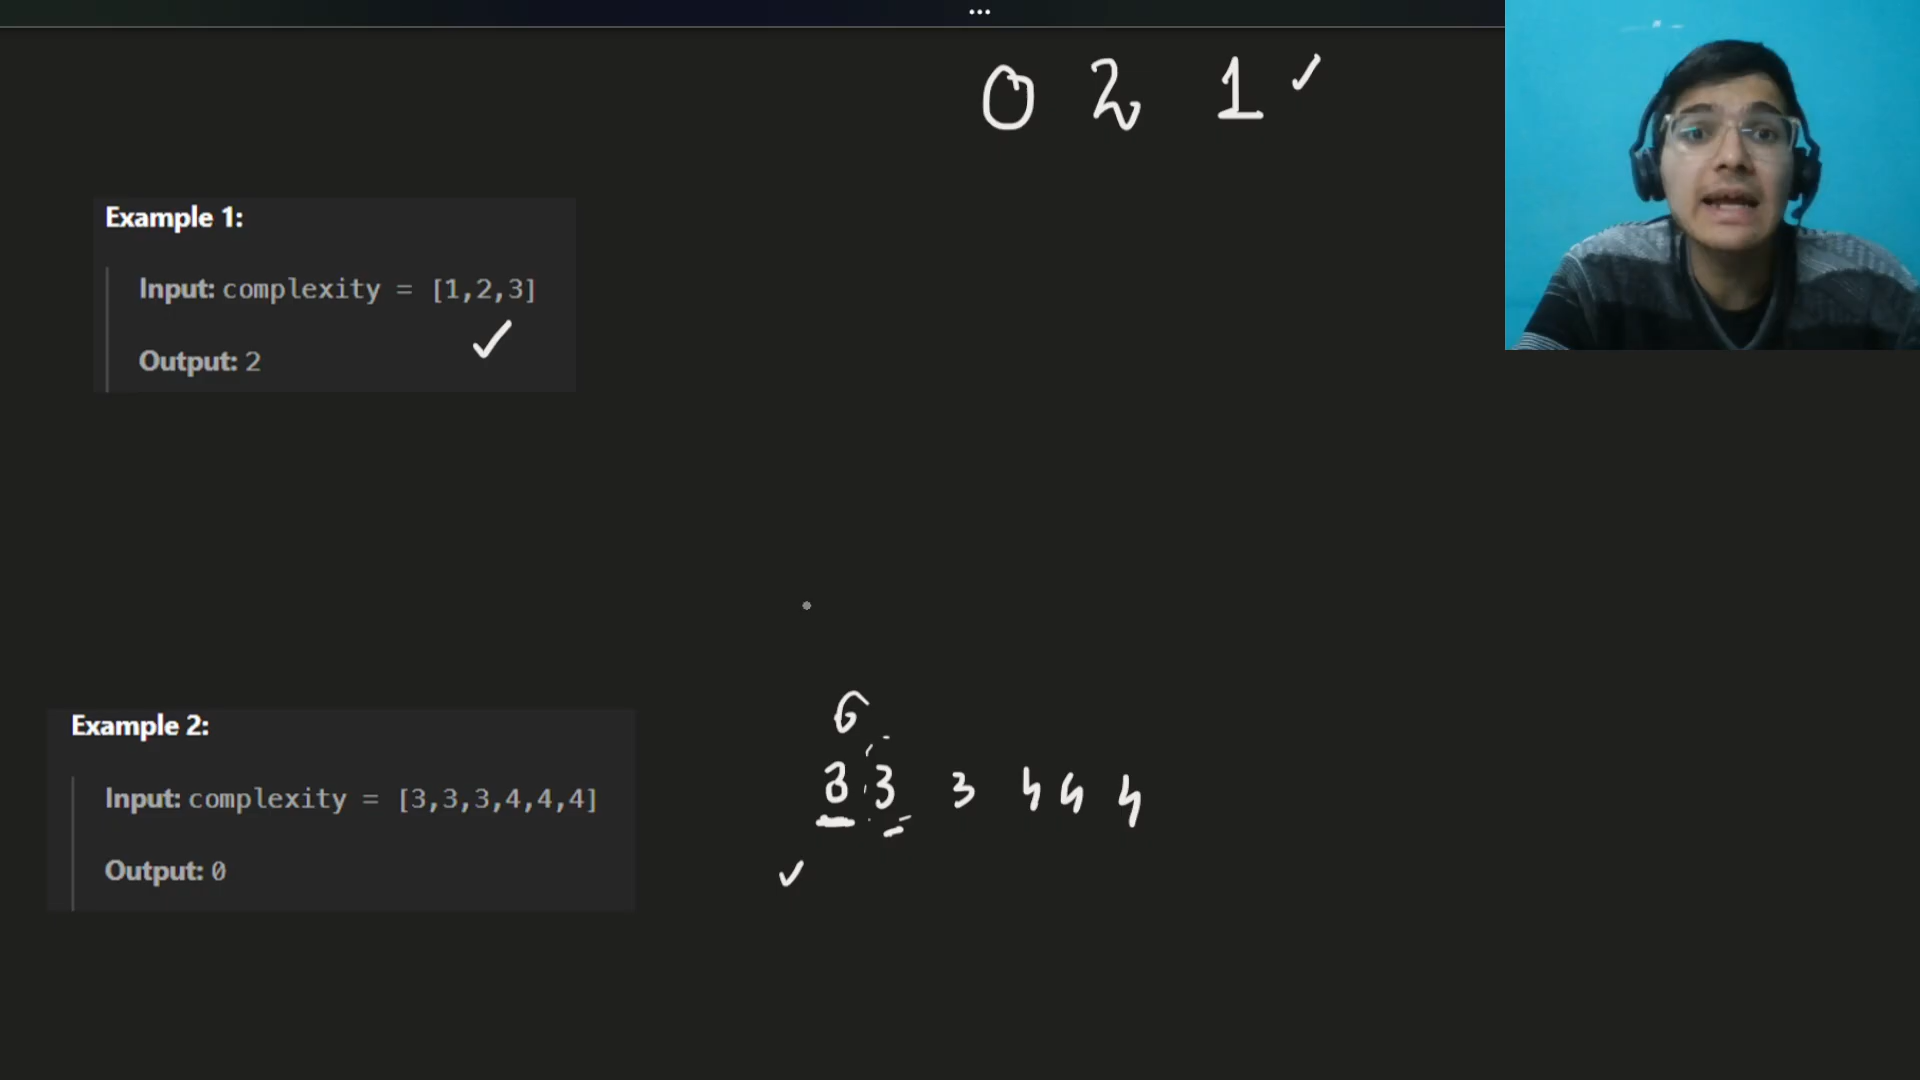 ...
0 2 1 ✓
Example 1:
Input: complexity = [1,2,3]
✓
Output: 2
6
Example 2:
3 3 3 4 4 4
Input: complexity = [3,3,3,4,4,4]
Output: 0
✓